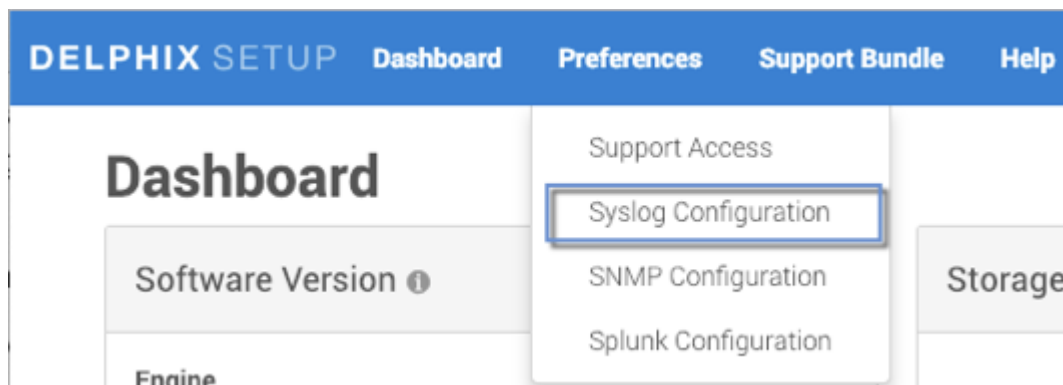 DELPHIX SETUP Dashboard Preferences Support Bundle Help
Support Access
Dashboard
Syslog Configuration
Software Version
SNMP Configuration
Storage
Splunk Configuration
Engine